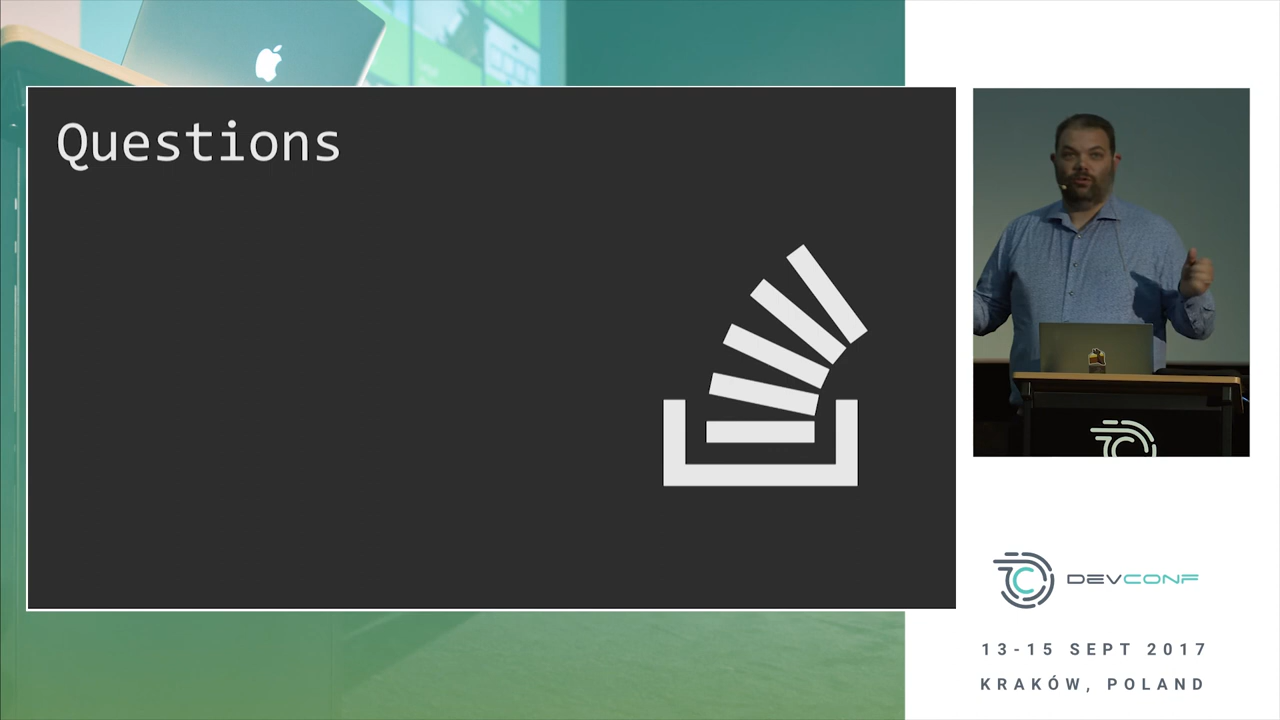 Questions
DEVCONF
13-15 SEPT 2017
KRAKÓW, POLAND